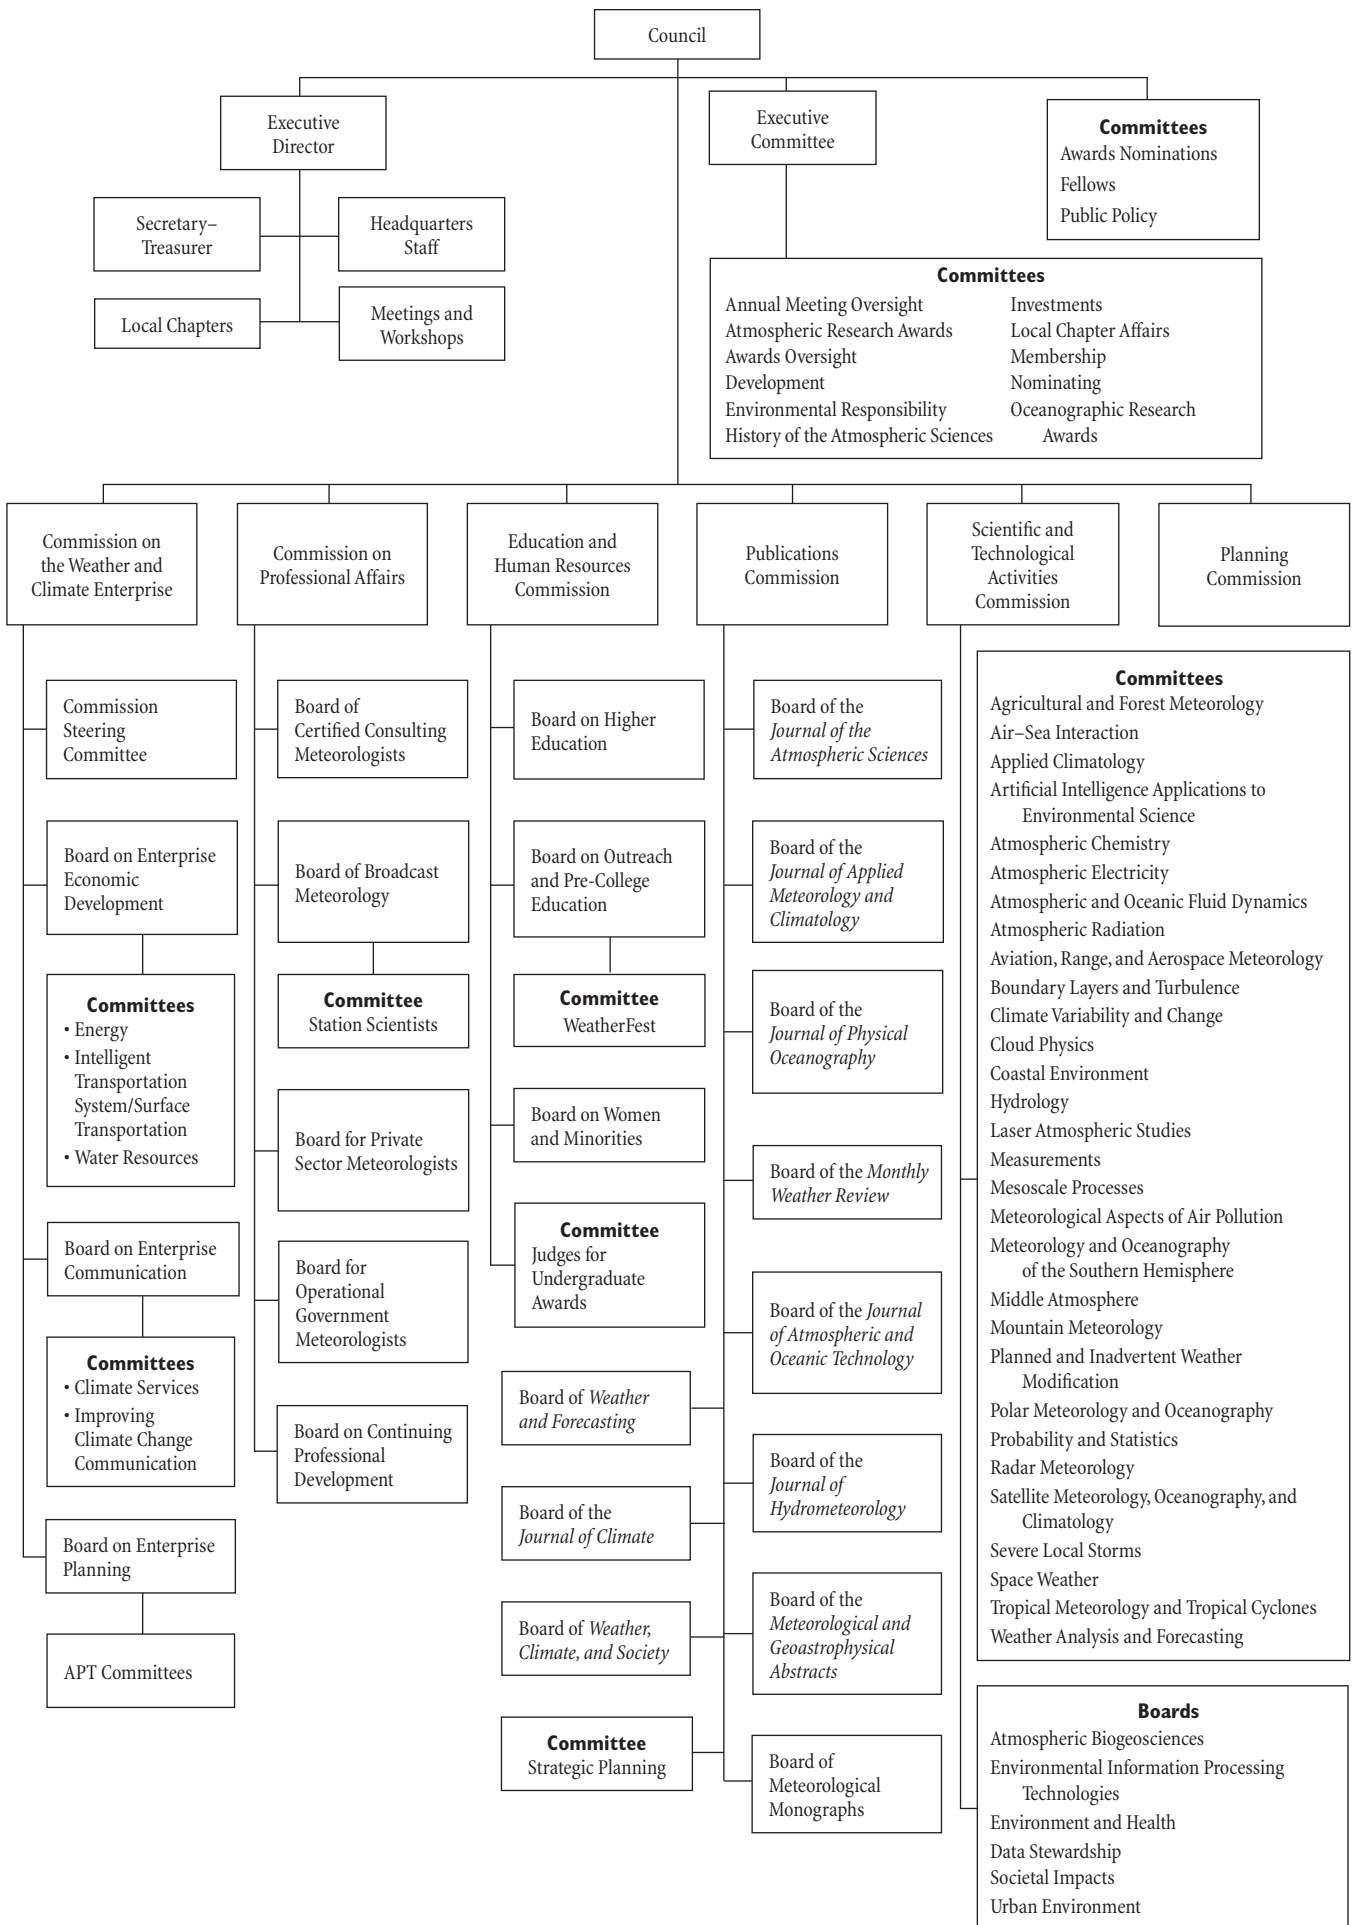 Council
Executive
Director
Secretary–
Treasurer
Headquarters
Staff
Local Chapters
Meetings and
Workshops
Executive
Committee
Committees
Awards Nominations
Fellows
Public Policy
Committees
Annual Meeting Oversight
Atmospheric Research Awards
Awards Oversight
Development
Environmental Responsibility
History of the Atmospheric Sciences
Investments
Local Chapter Affairs
Membership
Nominating
Oceanographic Research
Awards
Commission on
the Weather and
Climate Enterprise
Commission
Steering
Committee
Board on Enterprise
Economic
Development
Committees
• Energy
• Intelligent
Transportation
System/Surface
Transportation
• Water Resources
Board on Enterprise
Communication
Committees
• Climate Services
• Improving
Climate Change
Communication
Board on Enterprise
Planning
APT Committees
Commission on
Professional Affairs
Board of
Certified Consulting
Meteorologists
Board of Broadcast
Meteorology
Committee
Station Scientists
Board for Private
Sector Meteorologists
Board for
Operational
Government
Meteorologists
Board on Continuing
Professional
Development
Education and
Human Resources
Commission
Board on Higher
Education
Board on Outreach
and Pre-College
Education
Committee
WeatherFest
Board on Women
and Minorities
Committee
Judges for
Undergraduate
Awards
Publications
Commission
Board of the
Journal of the
Atmospheric Sciences
Board of the
Journal of Applied
Meteorology and
Climatology
Board of the
Journal of Physical
Oceanography
Board of the Monthly
Weather Review
Board of the Journal
of Atmospheric and
Oceanic Technology
Board of Weather
and Forecasting
Board of the
Journal of
Hydrometeorology
Board of the
Journal of Climate
Board of the
Meteorological and
Geoastrophysical
Abstracts
Board of Weather,
Climate, and Society
Committee
Strategic Planning
Board of
Meteorological
Monographs
Scientific and
Technological
Activities
Commission
Committees
Agricultural and Forest Meteorology
Air–Sea Interaction
Applied Climatology
Artificial Intelligence Applications to
Environmental Science
Atmospheric Chemistry
Atmospheric Electricity
Atmospheric and Oceanic Fluid Dynamics
Atmospheric Radiation
Aviation, Range, and Aerospace Meteorology
Boundary Layers and Turbulence
Climate Variability and Change
Cloud Physics
Coastal Environment
Hydrology
Laser Atmospheric Studies
Measurements
Mesoscale Processes
Meteorological Aspects of Air Pollution
Meteorology and Oceanography
of the Southern Hemisphere
Middle Atmosphere
Mountain Meteorology
Planned and Inadvertent Weather
Modification
Polar Meteorology and Oceanography
Probability and Statistics
Radar Meteorology
Satellite Meteorology, Oceanography, and
Climatology
Severe Local Storms
Space Weather
Tropical Meteorology and Tropical Cyclones
Weather Analysis and Forecasting
Boards
Atmospheric Biogeosciences
Environmental Information Processing
Technologies
Environment and Health
Data Stewardship
Societal Impacts
Urban Environment
Planning
Commission